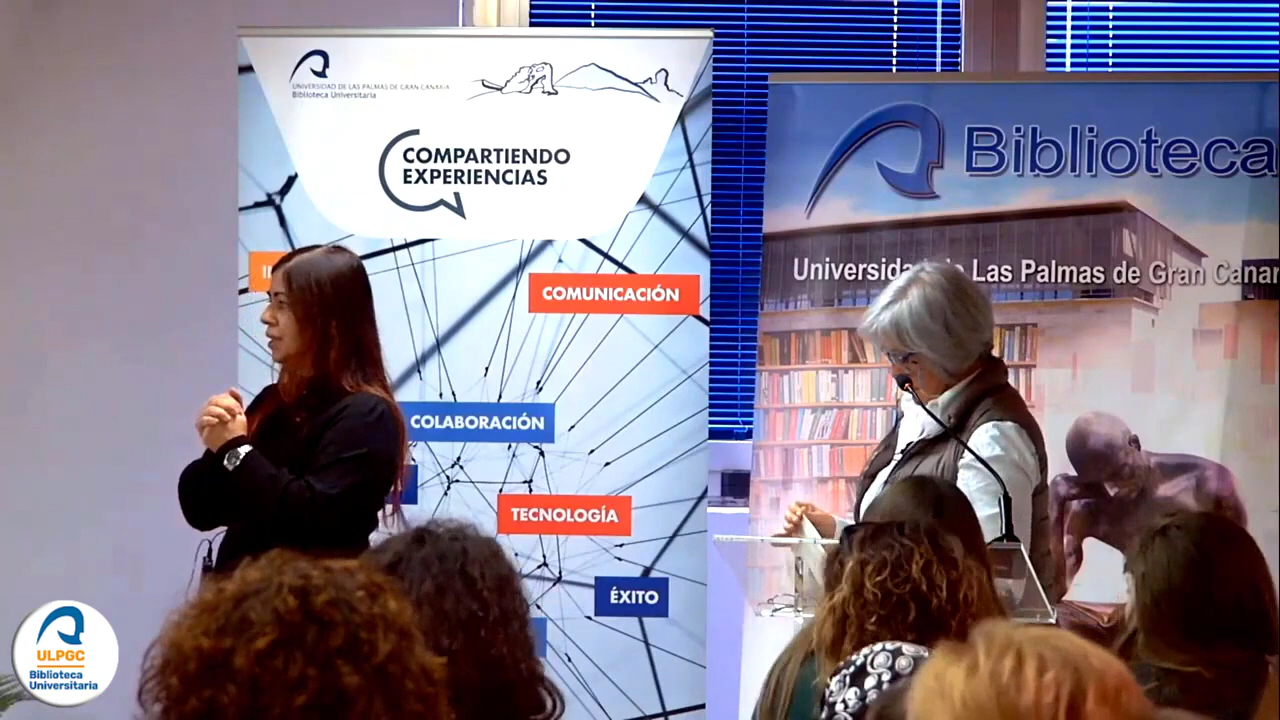 UNIVERSIDAD DE LAS PALMAS DE GRAN CANARIA
Biblioteca Universitaria
COMPARTIENDO
EXPERIENCIAS
COMUNICACIÓN
COLABORACIÓN
TECNOLOGÍA
ÉXITO
Biblioteca
Las Palmas de Gran
ULPGC
Biblioteca
Universitaria